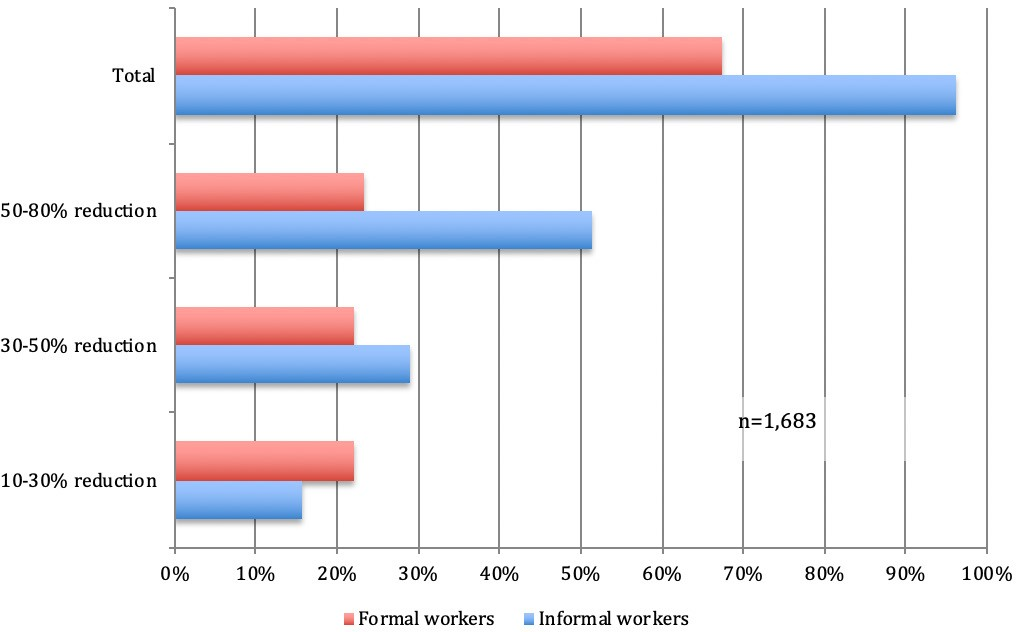 Total
50-80% reduction
30-50% reduction
n=1,683
10-30% reduction
0% 10% 20% 30% 40% 50% 60% 70% 80% 90% 100%
Formal workers Informal workers